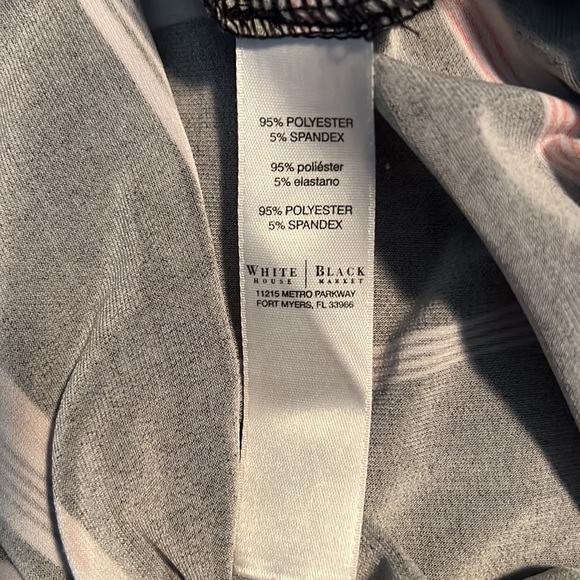 95% POLYESTER
5% SPANDEX
95% poliéster
5% elastano
95% POLYESTER
5% SPANDEX
WHITE | BLACK
HOUSE | MARKET
11215 METRO PARKWAY
FORT MYERS, FL 33966